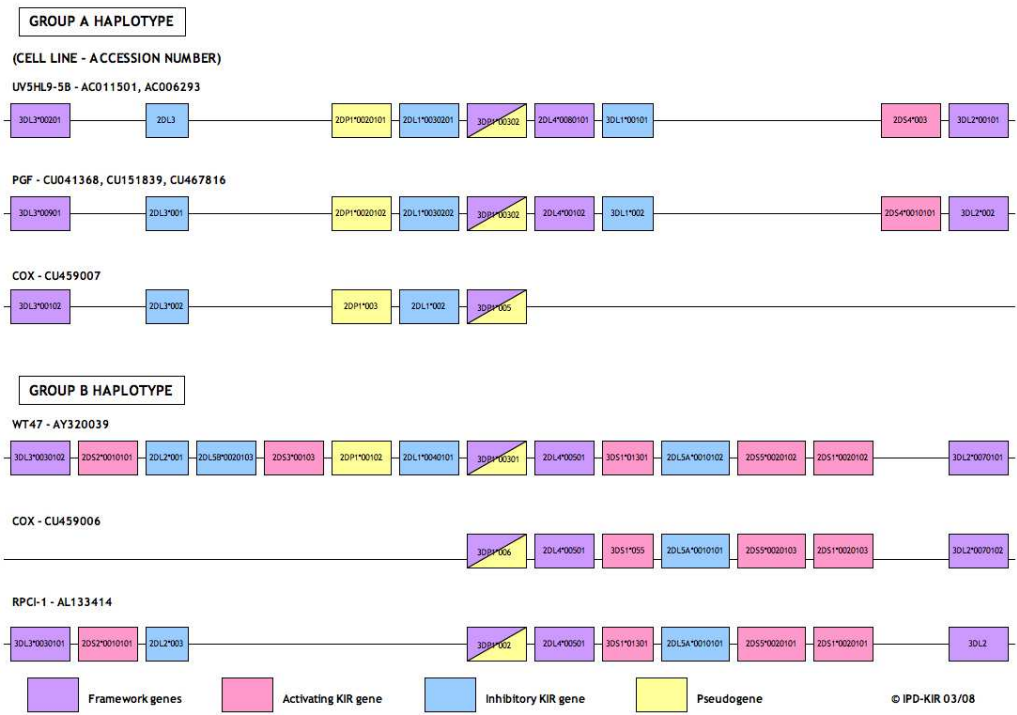 GROUP A HAPLOTYPE
(CELL LINE - ACCESSION NUMBER)
UV5HL9-5B - AC011501, AC006293
3DL3*00201 2DL3 2DP1*0020101 2DL1*0030201 3DP1*00302 2DL4*0080101 3DL1*00101 2DS4*003 3DL2*00101
PGF - CU041368, CU151839, CU467816
3DL3*00901 2DL3*001 2DP1*0020102 2DL1*0030202 3DP1*00302 2DL4*00102 3DL1*002 2DS4*0010101 3DL2*002
COX - CU459007
3DL3*00102 2DL3*002 2DP1*003 2DL1*002 3DP1*005
GROUP B HAPLOTYPE
WT47 - AY320039
3DL3*0030102 2DS2*0010101 2DL2*001 2DL5B*0020103 2DS3*00103 2DP1*00102 2DL1*0040101 3DP1*00301 2DL4*00501 3DS1*01301 2DL5A*0010102 2DS5*0020102 2DS1*0020102 3DL2*0070101
COX - CU459006
3DP1*006 2DL4*00501 3DS1*055 2DL5A*0010101 2DS5*0020103 2DS1*0020103 3DL2*0070102
RPCI-1 - AL133414
3DL3*0030101 2DS2*0010101 2DL2*003 3DP1*002 2DL4*00501 3DS1*01301 2DL5A*0010101 2DS5*0020101 2DS1*0020101 3DL2
Framework genes Activating KIR gene Inhibitory KIR gene Pseudogene © IPD-KIR 03/08